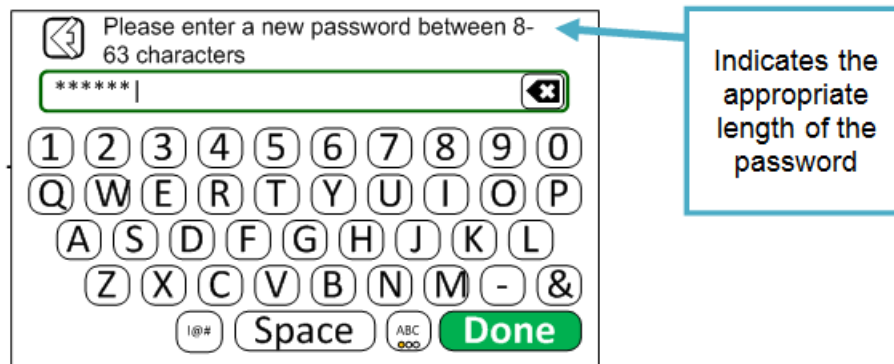 Please enter a new password between 8-
63 characters
******|
1 2 3 4 5 6 7 8 9 0
Q W E R T Y U I O P
A S D F G H J K L
Z X C V B N M - &
!@# Space ABC Done
Indicates the
appropriate
length of the
password